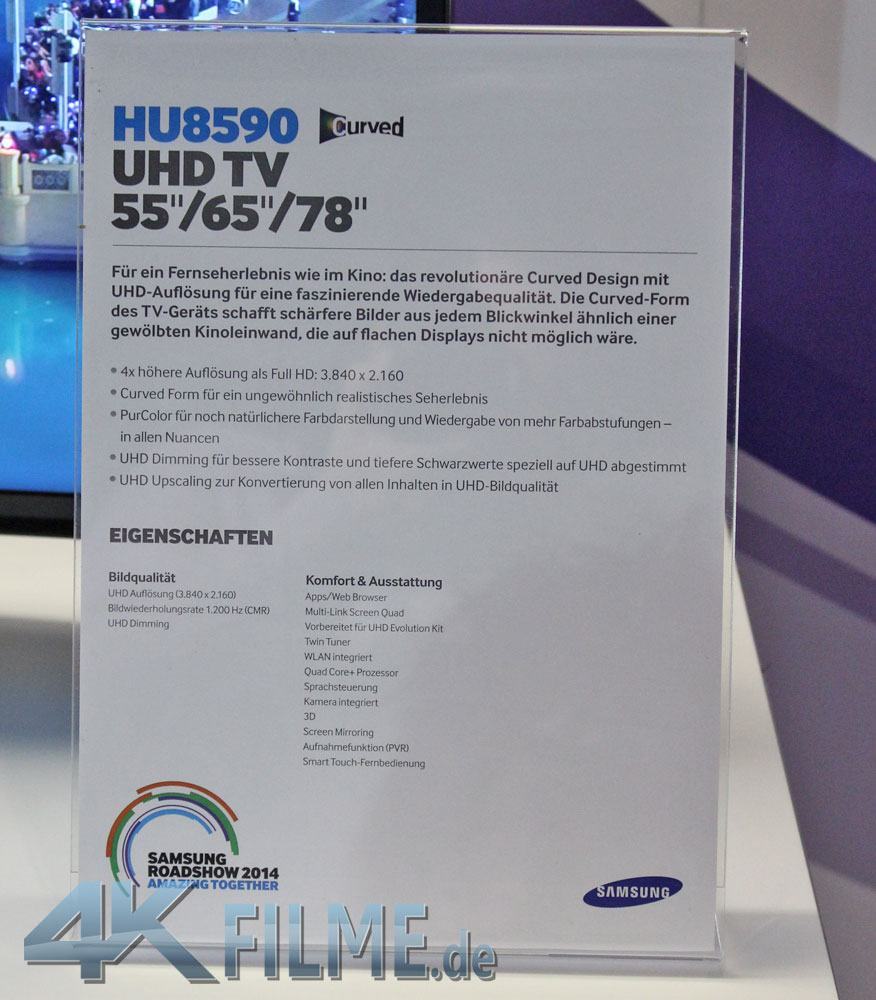 HU8590 Curved
UHD TV
55"/65"/78"
Für ein Fernseherlebnis wie im Kino: das revolutionäre Curved Design mit
UHD-Auflösung für eine faszinierende Wiedergabequalität. Die Curved-Form
des TV-Geräts schafft schärfere Bilder aus jedem Blickwinkel ähnlich einer
gewölbten Kinoleinwand, die auf flachen Displays nicht möglich wäre.
• 4x höhere Auflösung als Full HD: 3.840 x 2.160
• Curved Form für ein ungewöhnlich realistisches Seherlebnis
• PurColor für noch natürlichere Farbdarstellung und Wiedergabe von mehr Farbabstufungen –
in allen Nuancen
• UHD Dimming für bessere Kontraste und tiefere Schwarzwerte speziell auf UHD abgestimmt
• UHD Upscaling zur Konvertierung von allen Inhalten in UHD-Bildqualität
EIGENSCHAFTEN
Bildqualität
UHD Auflösung (3.840 x 2.160)
Bildwiederholungsrate 1.200 Hz (CMR)
UHD Dimming
Komfort & Ausstattung
Apps/Web Browser
Multi-Link Screen Quad
Vorbereitet für UHD Evolution Kit
Twin Tuner
WLAN integriert
Quad Core+ Prozessor
Sprachsteuerung
Kamera integriert
3D
Screen Mirroring
Aufnahmefunktion (PVR)
Smart Touch-Fernbedienung
SAMSUNG
ROADSHOW 2014
AMAZING TOGETHER
SAMSUNG
4K FILME.de